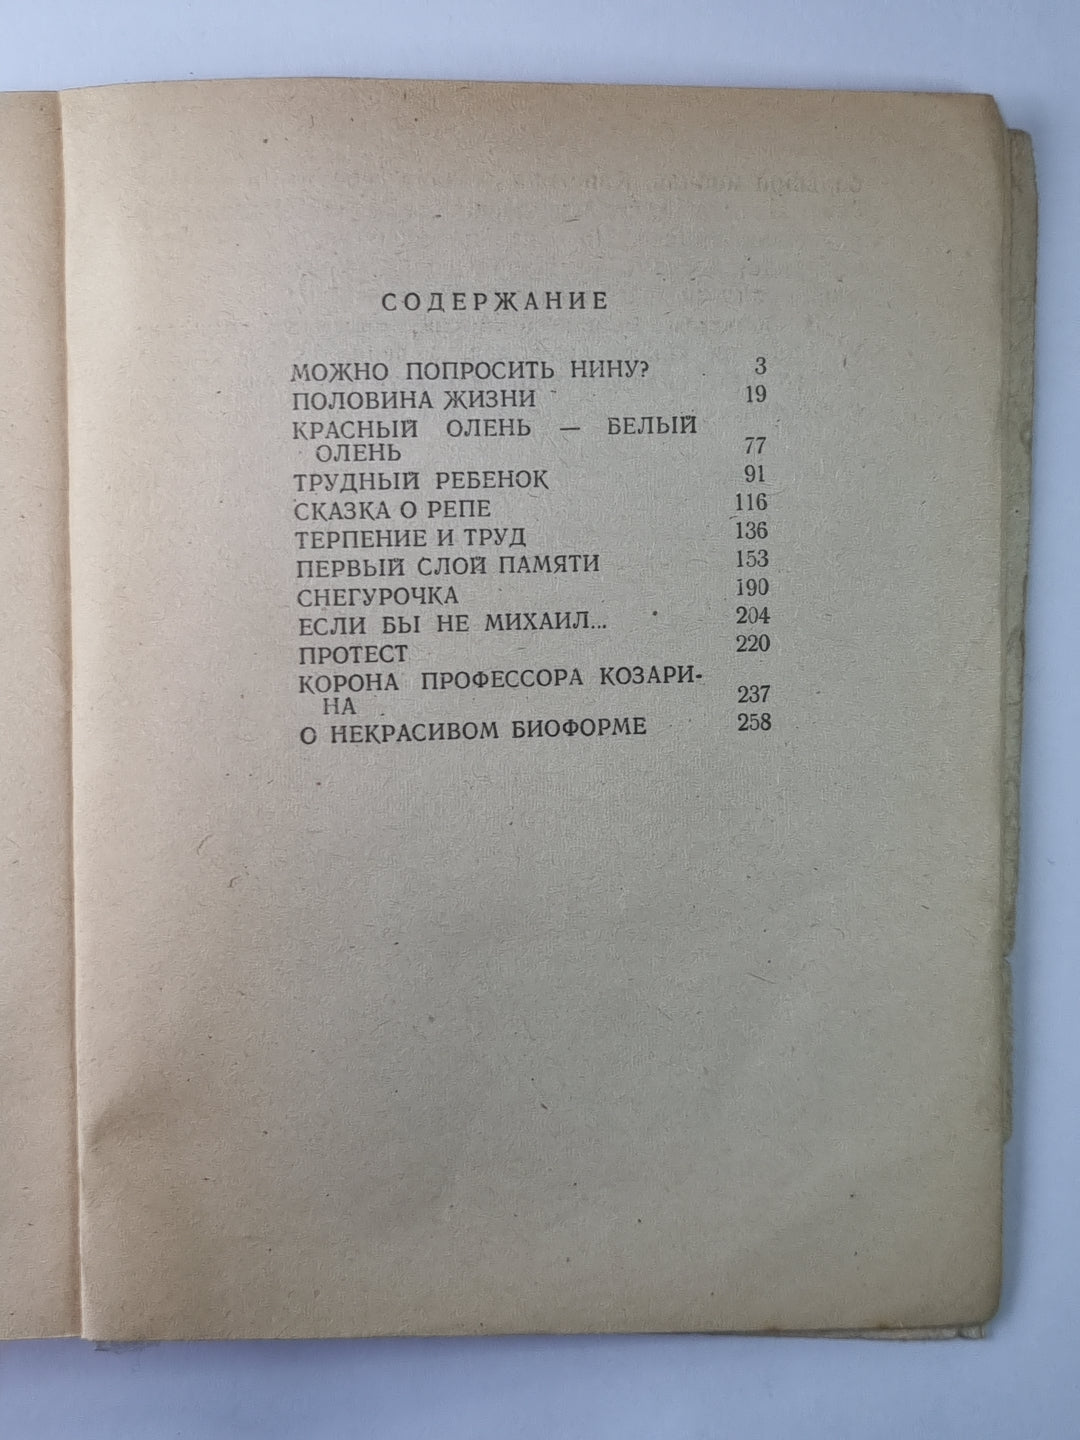 СОДЕРЖАНИЕ
МОЖНО ПОПРОСИТЬ НИНУ? 3
ПОЛОВИНА ЖИЗНИ 19
КРАСНЫЙ ОЛЕНЬ — БЕЛЫЙ
ОЛЕНЬ 77
ТРУДНЫЙ РЕБЕНОК 91
СКАЗКА О РЕПЕ 116
ТЕРПЕНИЕ И ТРУД 136
ПЕРВЫЙ СЛОЙ ПАМЯТИ 153
СНЕГУРОЧКА 190
ЕСЛИ БЫ НЕ МИХАИЛ... 204
ПРОТЕСТ 220
КОРОНА ПРОФЕССОРА КОЗАРИ-
НА 237
О НЕКРАСИВОМ БИОФОРМЕ 258